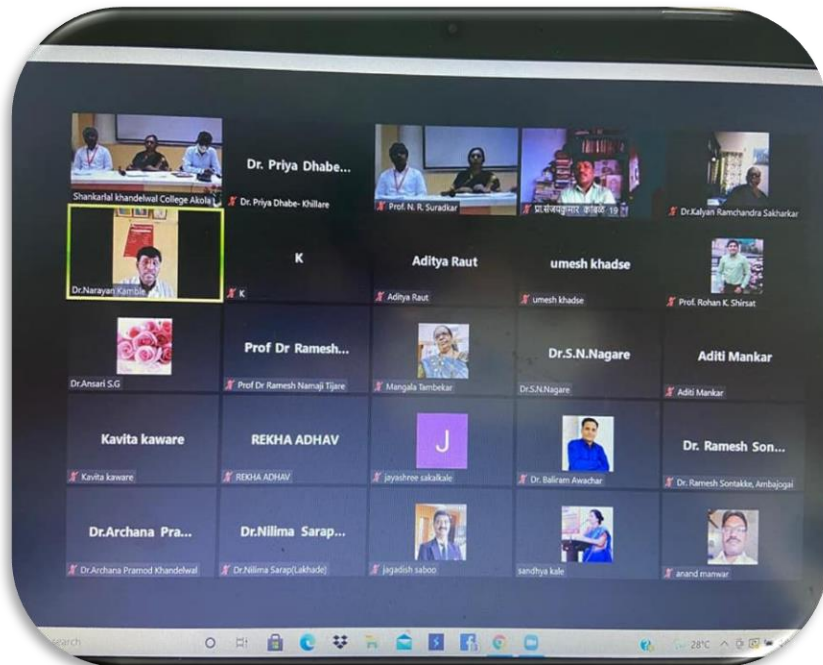 Shankarlal khandelwal College Akola
Dr. Priya Dhabe...
Dr. Priya Dhabe- Khillare
Prof. N. R. Suradkar
प्रा.संजयकुमार कांबळे 19
Dr.Kalyan Ramchandra Sakharkar
Dr.Narayan Kamble
K
K
Aditya Raut
Aditya Raut
umesh khadse
umesh khadse
Prof. Rohan K. Shirsat
Dr.Ansari S.G
Prof Dr Ramesh...
Prof Dr Ramesh Namaji Tijare
Mangala Tambekar
Dr.S.N.Nagare
Dr.S.N.Nagare
Aditi Mankar
Aditi Mankar
Kavita kaware
Kavita kaware
REKHA ADHAV
REKHA ADHAV
J
jayashree sakalkale
Dr. Baliram Awachar
Dr. Ramesh Son...
Dr. Ramesh Sontakke, Ambajogai
Dr.Archana Pra...
Dr.Archana Pramod Khandelwal
Dr.Nilima Sarap...
Dr.Nilima Sarap(Lakhade)
jagadish saboo
sandhya kale
anand manwar
search
28°C